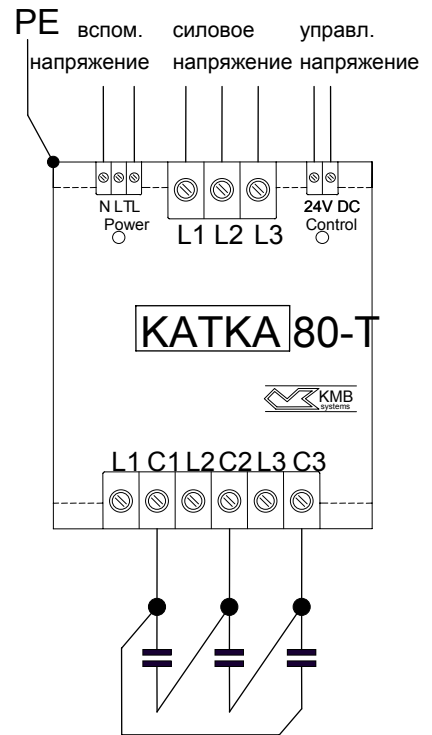 PE вспом. силовое управл.
напряжение напряжение напряжение
N LTL 24V DC
Power Control
L1 L2 L3
KATKA 80-T
KMB
systems
L1 C1 L2 C2 L3 C3